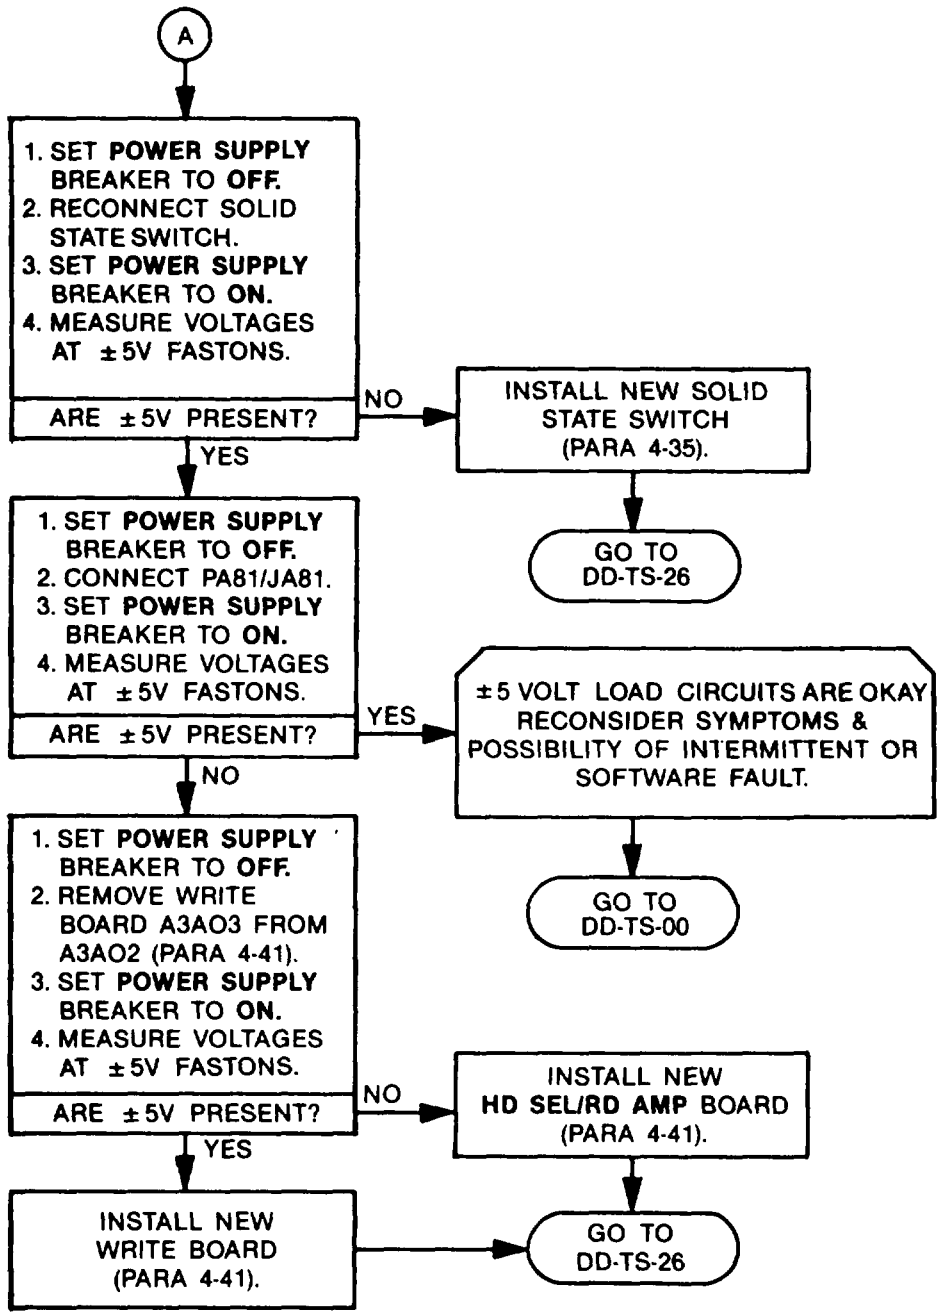 A
1. SET POWER SUPPLY
BREAKER TO OFF.
2. RECONNECT SOLID
STATE SWITCH.
3. SET POWER SUPPLY
BREAKER TO ON.
4. MEASURE VOLTAGES
AT ±5V FASTONS.
ARE ±5V PRESENT?
NO
INSTALL NEW SOLID
STATE SWITCH
(PARA 4-35).
GO TO
DD-TS-26
YES
1. SET POWER SUPPLY
BREAKER TO OFF.
2. CONNECT PA81/JA81.
3. SET POWER SUPPLY
BREAKER TO ON.
4. MEASURE VOLTAGES
AT ±5V FASTONS.
ARE ±5V PRESENT?
YES
±5 VOLT LOAD CIRCUITS ARE OKAY
RECONSIDER SYMPTOMS &
POSSIBILITY OF INTERMITTENT OR
SOFTWARE FAULT.
GO TO
DD-TS-00
NO
1. SET POWER SUPPLY
BREAKER TO OFF.
2. REMOVE WRITE
BOARD A3AO3 FROM
A3AO2 (PARA 4-41).
3. SET POWER SUPPLY
BREAKER TO ON.
4. MEASURE VOLTAGES
AT ±5V FASTONS.
ARE ±5V PRESENT?
NO
INSTALL NEW
HD SEL/RD AMP BOARD
(PARA 4-41).
YES
INSTALL NEW
WRITE BOARD
(PARA 4-41).
GO TO
DD-TS-26